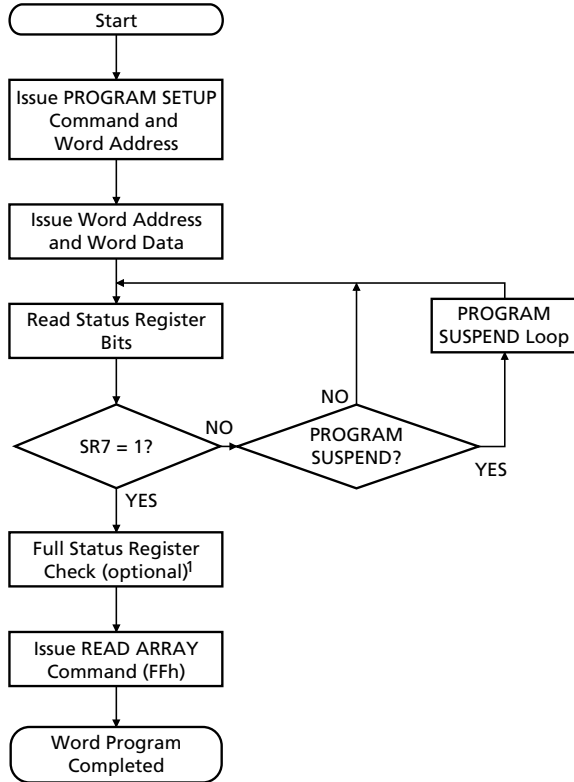 Start
Issue PROGRAM SETUP
Command and
Word Address
Issue Word Address
and Word Data
Read Status Register
Bits
PROGRAM
SUSPEND Loop
SR7 = 1?
NO
PROGRAM
SUSPEND?
NO
YES
YES
Full Status Register
Check (optional)1
Issue READ ARRAY
Command (FFh)
Word Program
Completed